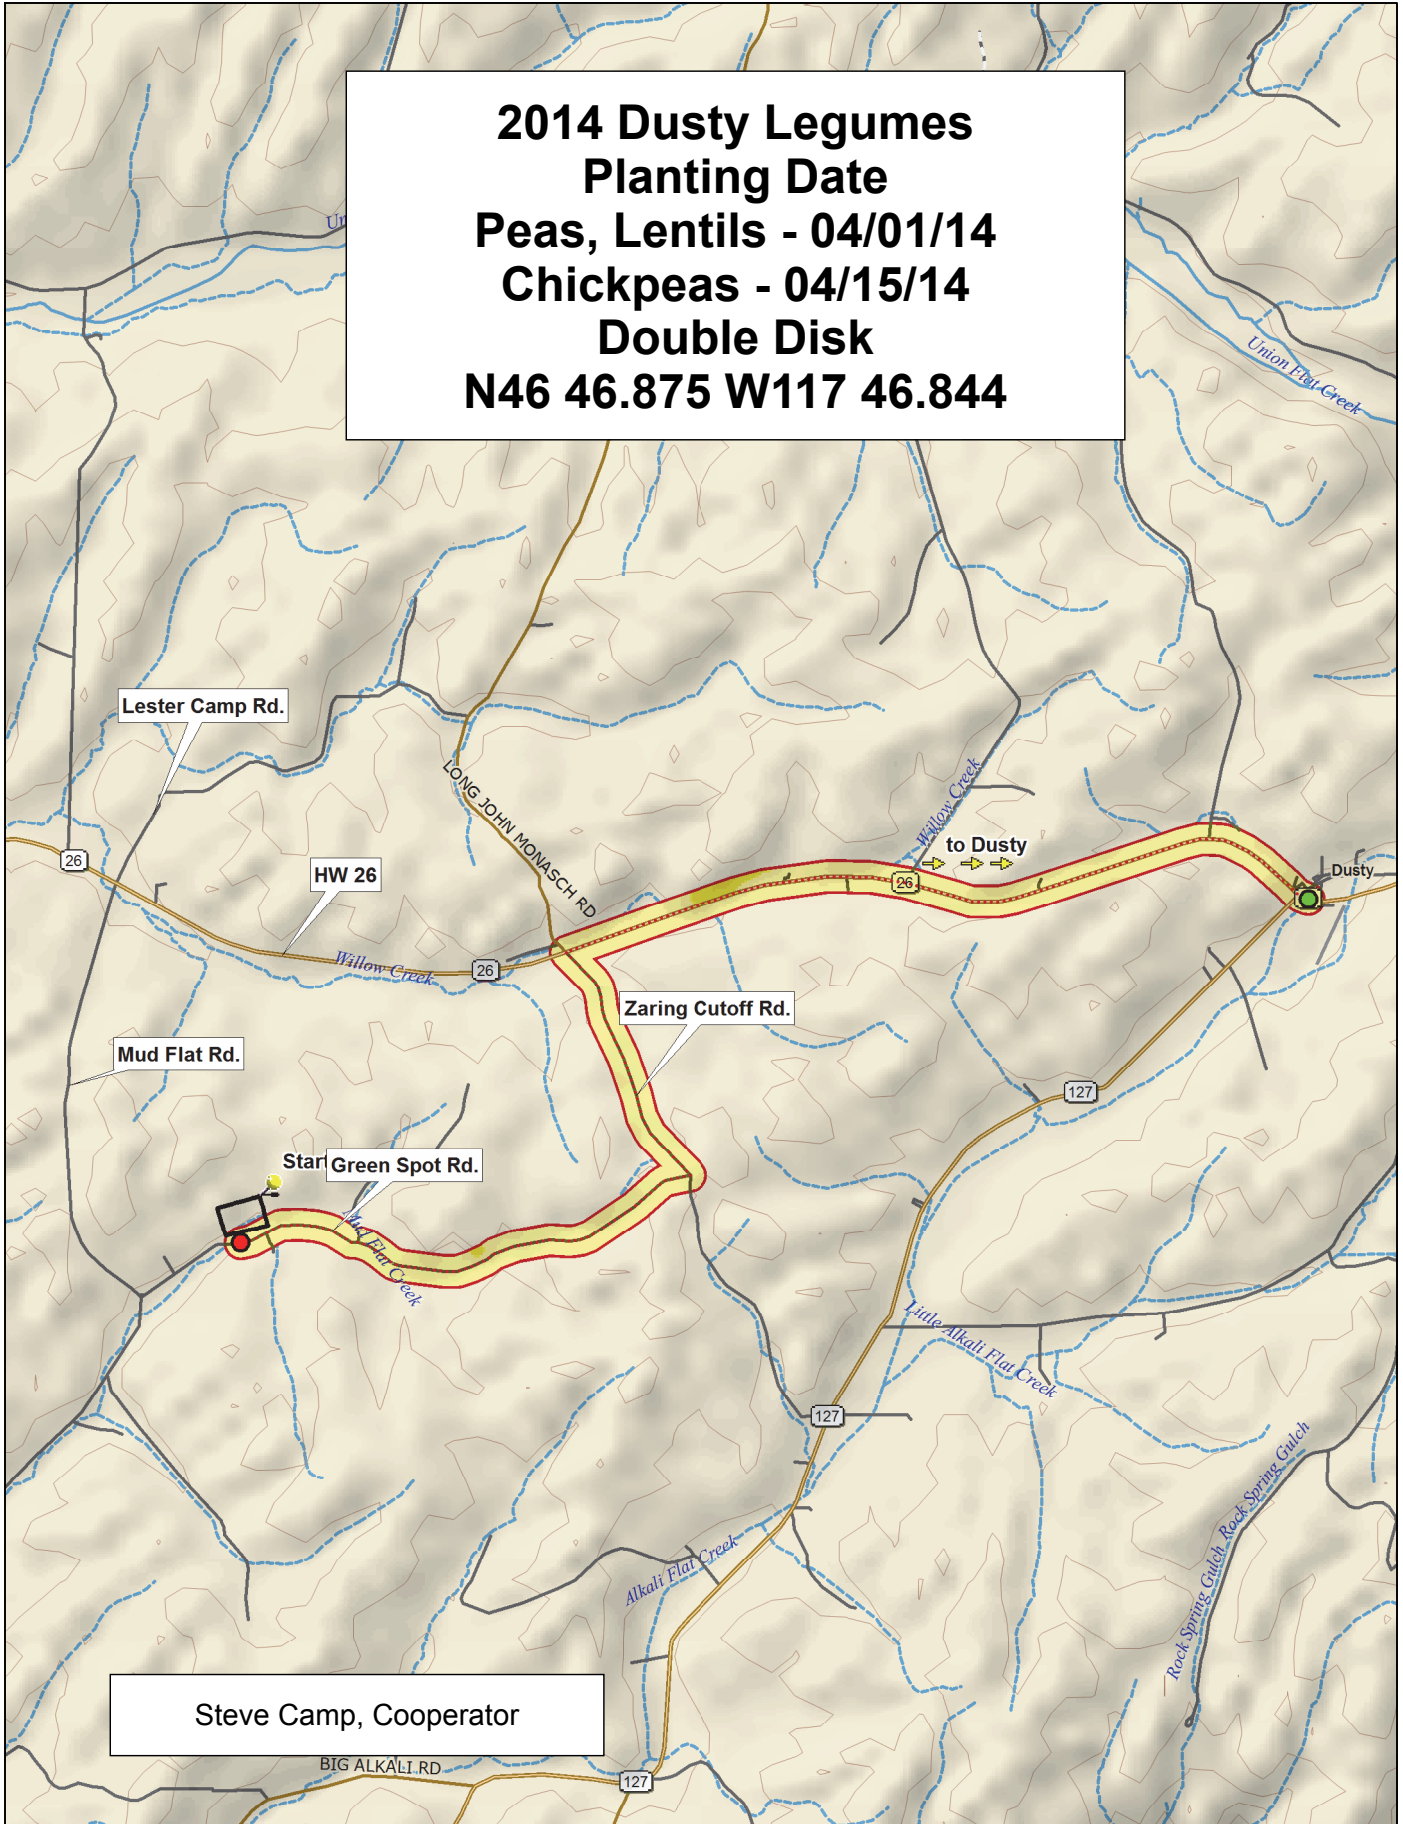 2014 Dusty Legumes
Planting Date
Peas, Lentils - 04/01/14
Chickpeas - 04/15/14
Double Disk
N46 46.875 W117 46.844
Union Flat Creek
Lester Camp Rd.
LONG JOHN MONASCH RD
Willow Creek
to Dusty
26
HW 26
26
Dusty
Willow Creek
26
Zaring Cutoff Rd.
Mud Flat Rd.
127
Start
Green Spot Rd.
Mud Flat Creek
Little Alkali Flat Creek
127
Rock Spring Gulch
Rock Spring Gulch
Alkali Flat Creek
Steve Camp, Cooperator
BIG ALKALI RD
127